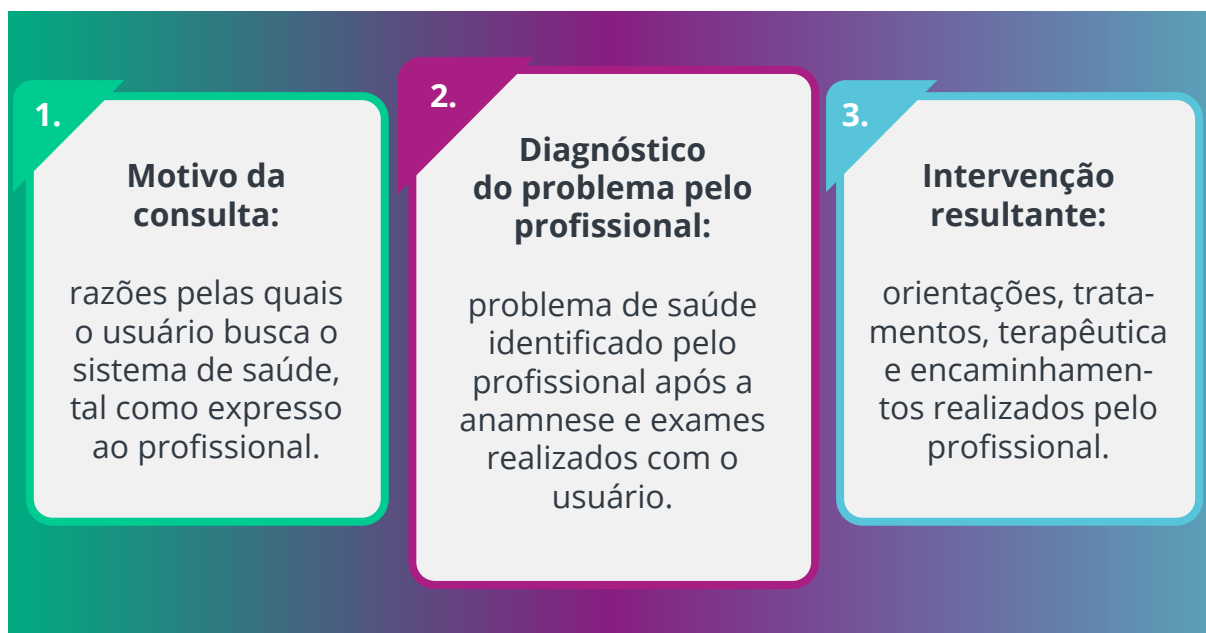 1.
Motivo da
consulta:
razões pelas quais
o usuário busca o
sistema de saúde,
tal como expresso
ao profissional.
2.
Diagnóstico
do problema pelo
profissional:
problema de saúde
identificado pelo
profissional após a
anamnese e exames
realizados com o
usuário.
3.
Intervenção
resultante:
orientações, trata-
mentos, terapêutica
e encaminhamen-
tos realizados pelo
profissional.